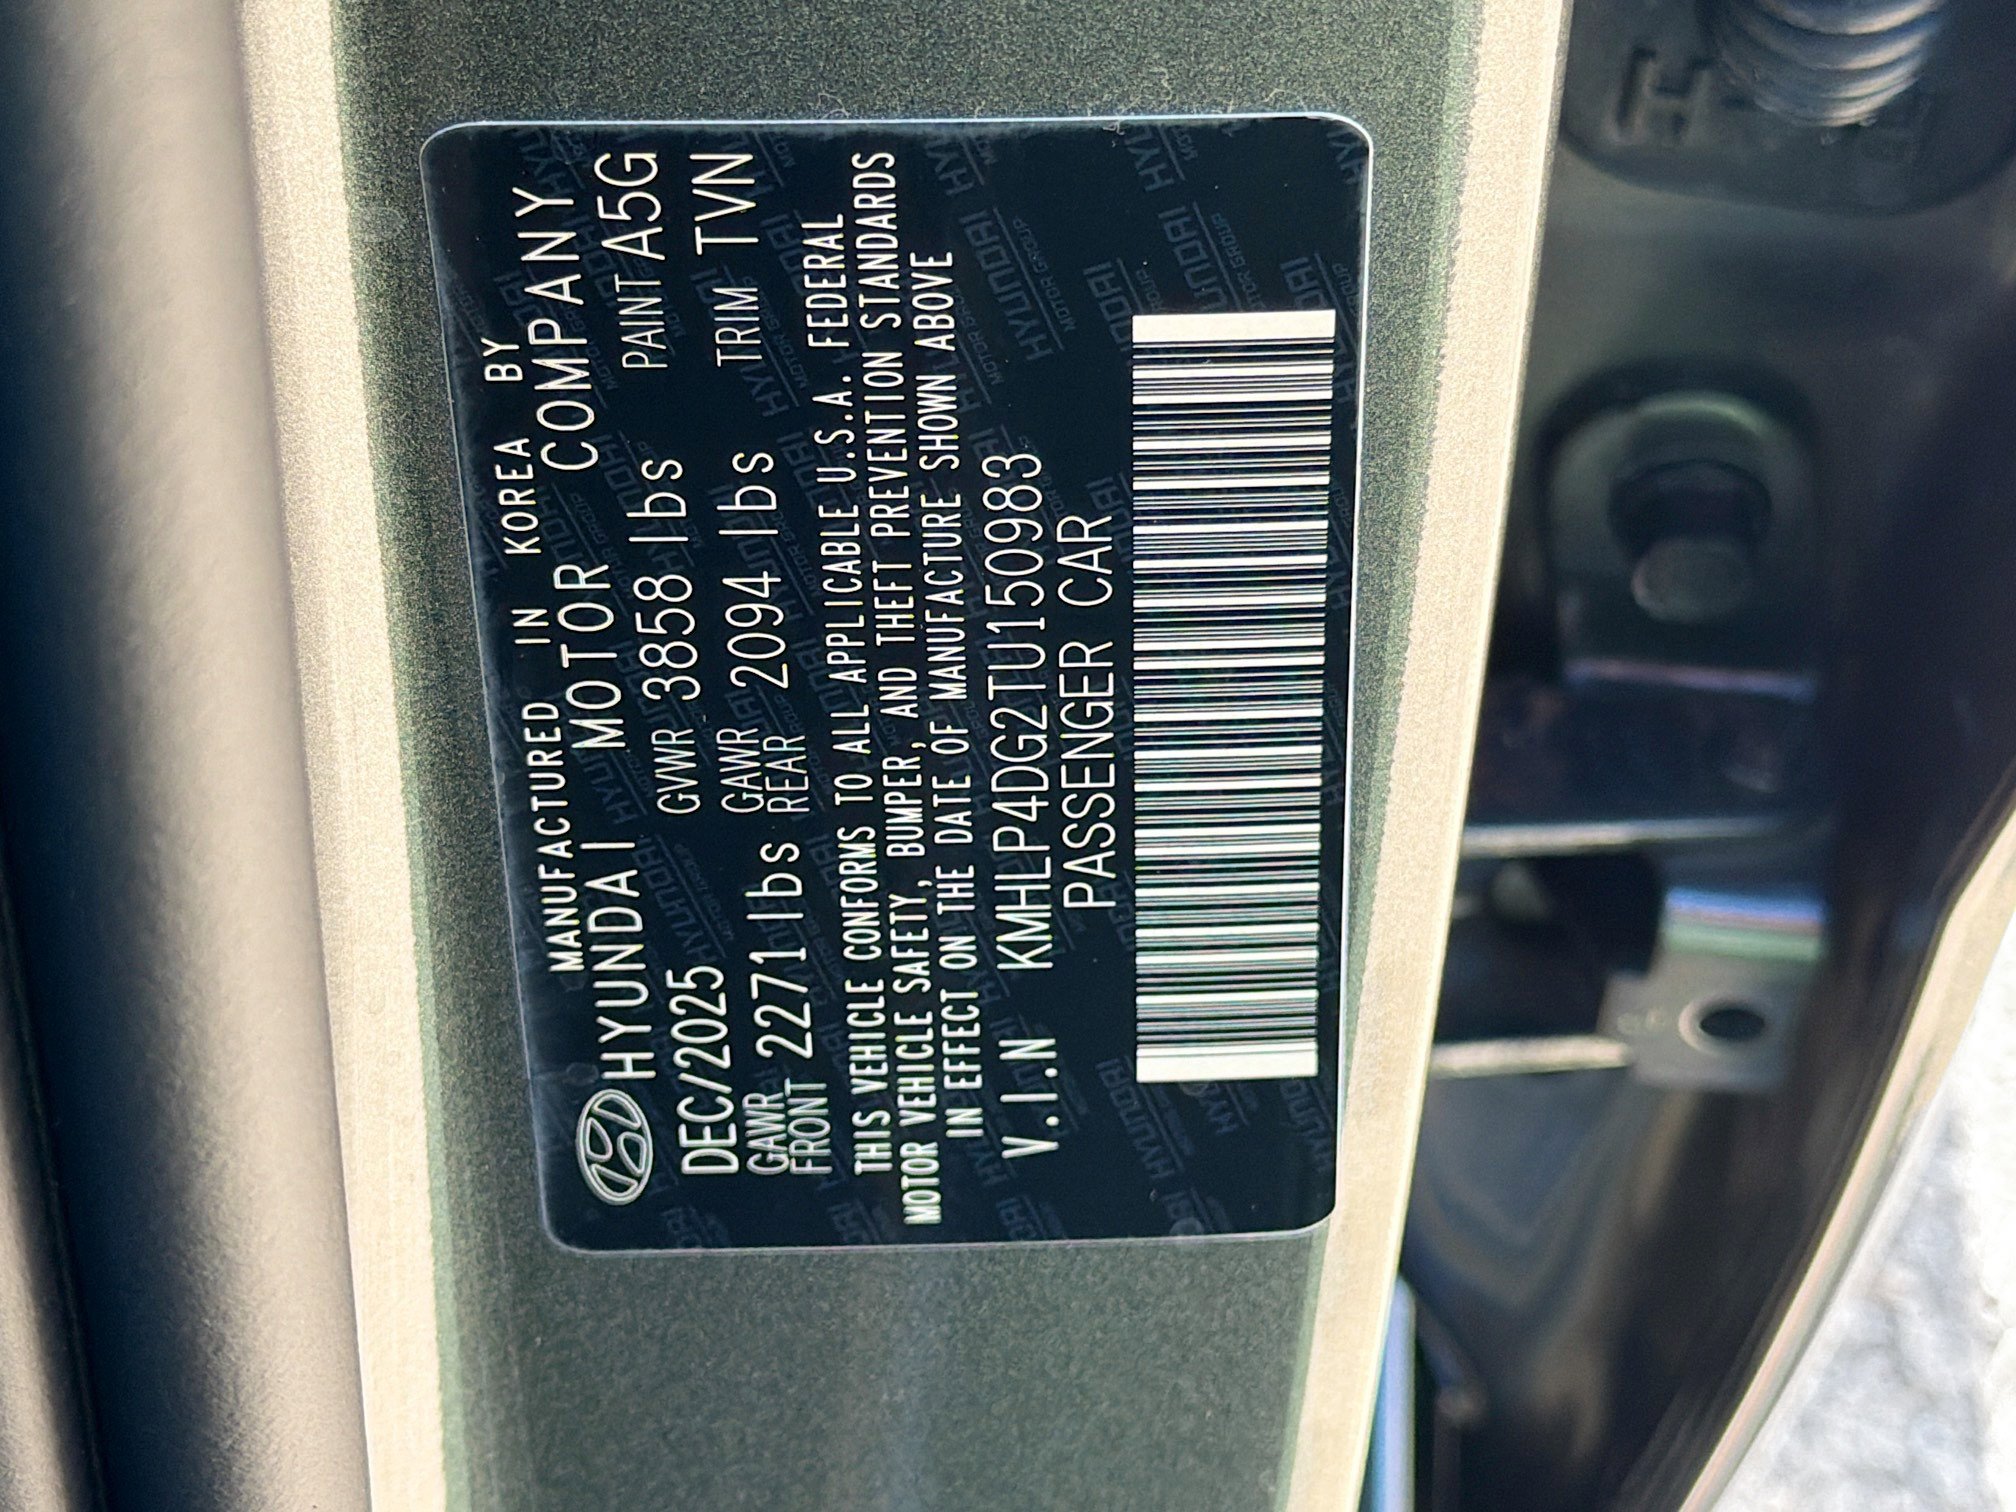 MANUFACTURED IN KOREA BY
HYUNDAI MOTOR COMPANY
DEC/2025 GVWR 3858 lbs PAINT A5G
GAWR FRONT 2271 lbs GAWR REAR 2094 lbs TRIM TVN
THIS VEHICLE CONFORMS TO ALL APPLICABLE U.S.A. FEDERAL
MOTOR VEHICLE SAFETY, BUMPER, AND THEFT PREVENTION STANDARDS
IN EFFECT ON THE DATE OF MANUFACTURE SHOWN ABOVE
V.I.N KMHLP4DG2TU150983
PASSENGER CAR